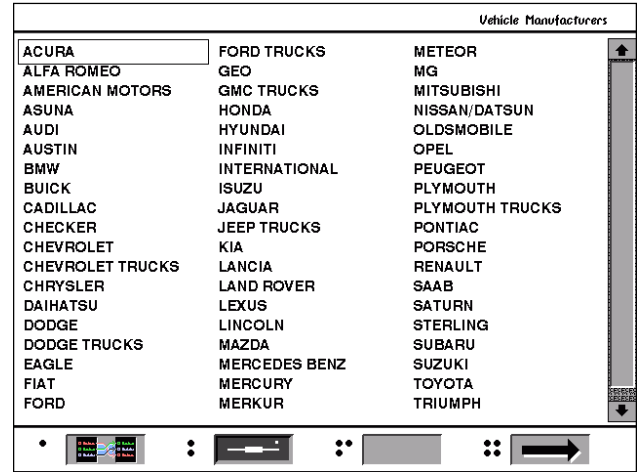 Vehicle Manufacturers
ACURA
ALFA ROMEO
AMERICAN MOTORS
ASUNA
AUDI
AUSTIN
BMW
BUICK
CADILLAC
CHECKER
CHEVROLET
CHEVROLET TRUCKS
CHRYSLER
DAIHATSU
DODGE
DODGE TRUCKS
EAGLE
FIAT
FORD
FORD TRUCKS
GEO
GMC TRUCKS
HONDA
HYUNDAI
INFINITI
INTERNATIONAL
ISUZU
JAGUAR
JEEP TRUCKS
KIA
LANCIA
LAND ROVER
LEXUS
LINCOLN
MAZDA
MERCEDES BENZ
MERCURY
MERKUR
METEOR
MG
MITSUBISHI
NISSAN/DATSUN
OLDSMOBILE
OPEL
PEUGEOT
PLYMOUTH
PLYMOUTH TRUCKS
PONTIAC
PORSCHE
RENAULT
SAAB
SATURN
STERLING
SUBARU
SUZUKI
TOYOTA
TRIUMPH